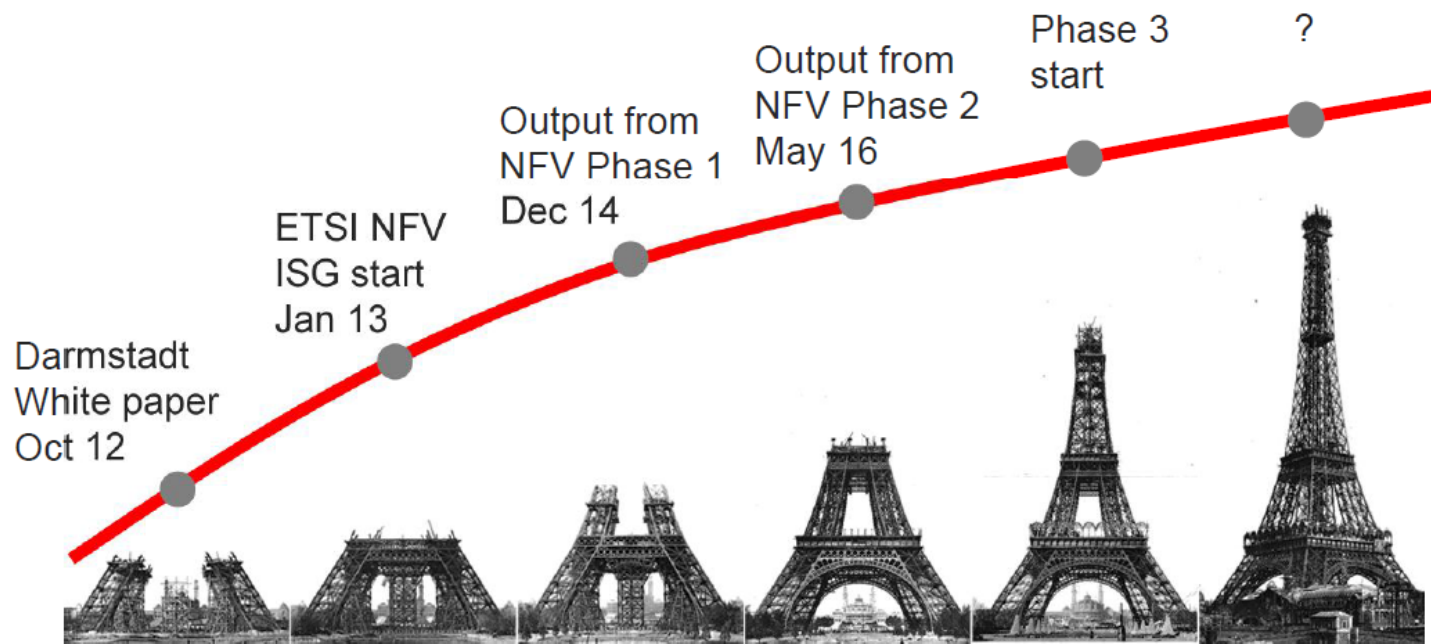 Darmstadt
White paper
Oct 12
ETSI NFV
ISG start
Jan 13
Output from
NFV Phase 1
Dec 14
Output from
NFV Phase 2
May 16
Phase 3
start
?